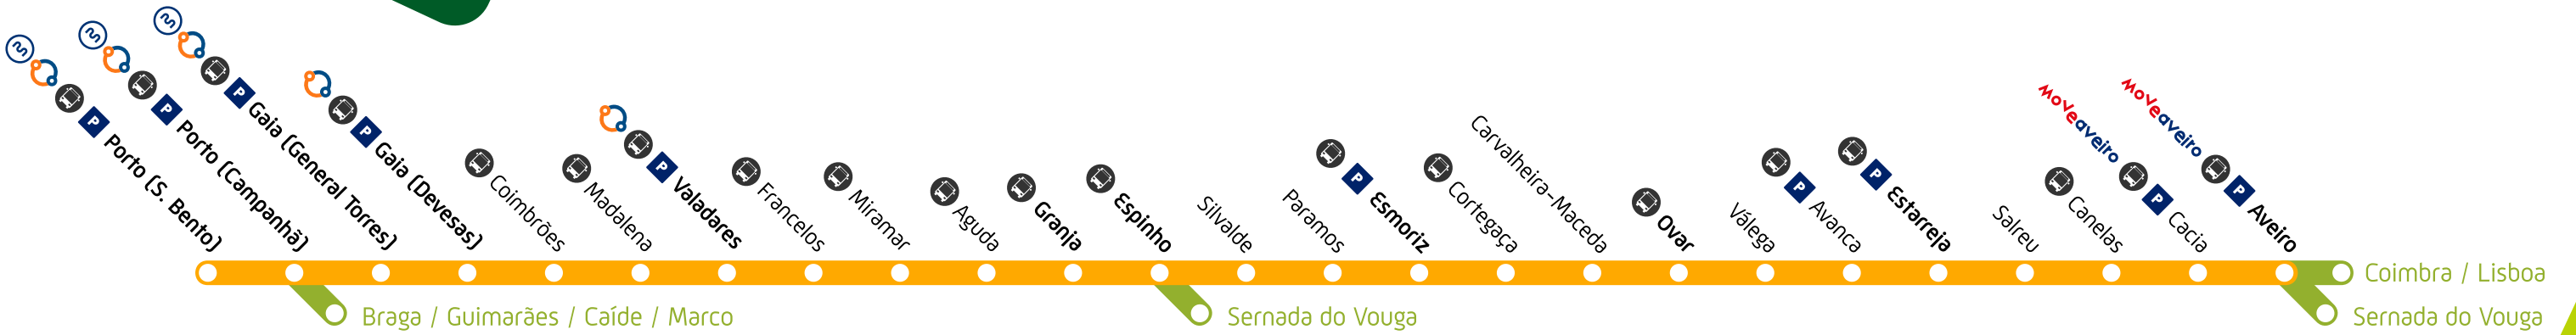 P Porto (S. Bento)
P Porto (Campanhã)
P Gaia (General Torres)
P Gaia (Devesas)
Coimbrões
Madalena
P Valadares
Francelos
Miramar
Aguda
Granja
Espinho
Silvalde
Paramos
P Esmoriz
Cortegaça
Carvalheira-Maceda
Ovar
Válega
P Avanca
P Estarreja
Salreu
Canelas
Moveaveiro P Cacia
Moveaveiro P Aveiro
Coimbra / Lisboa
Braga / Guimarães / Caíde / Marco
Sernada do Vouga
Sernada do Vouga